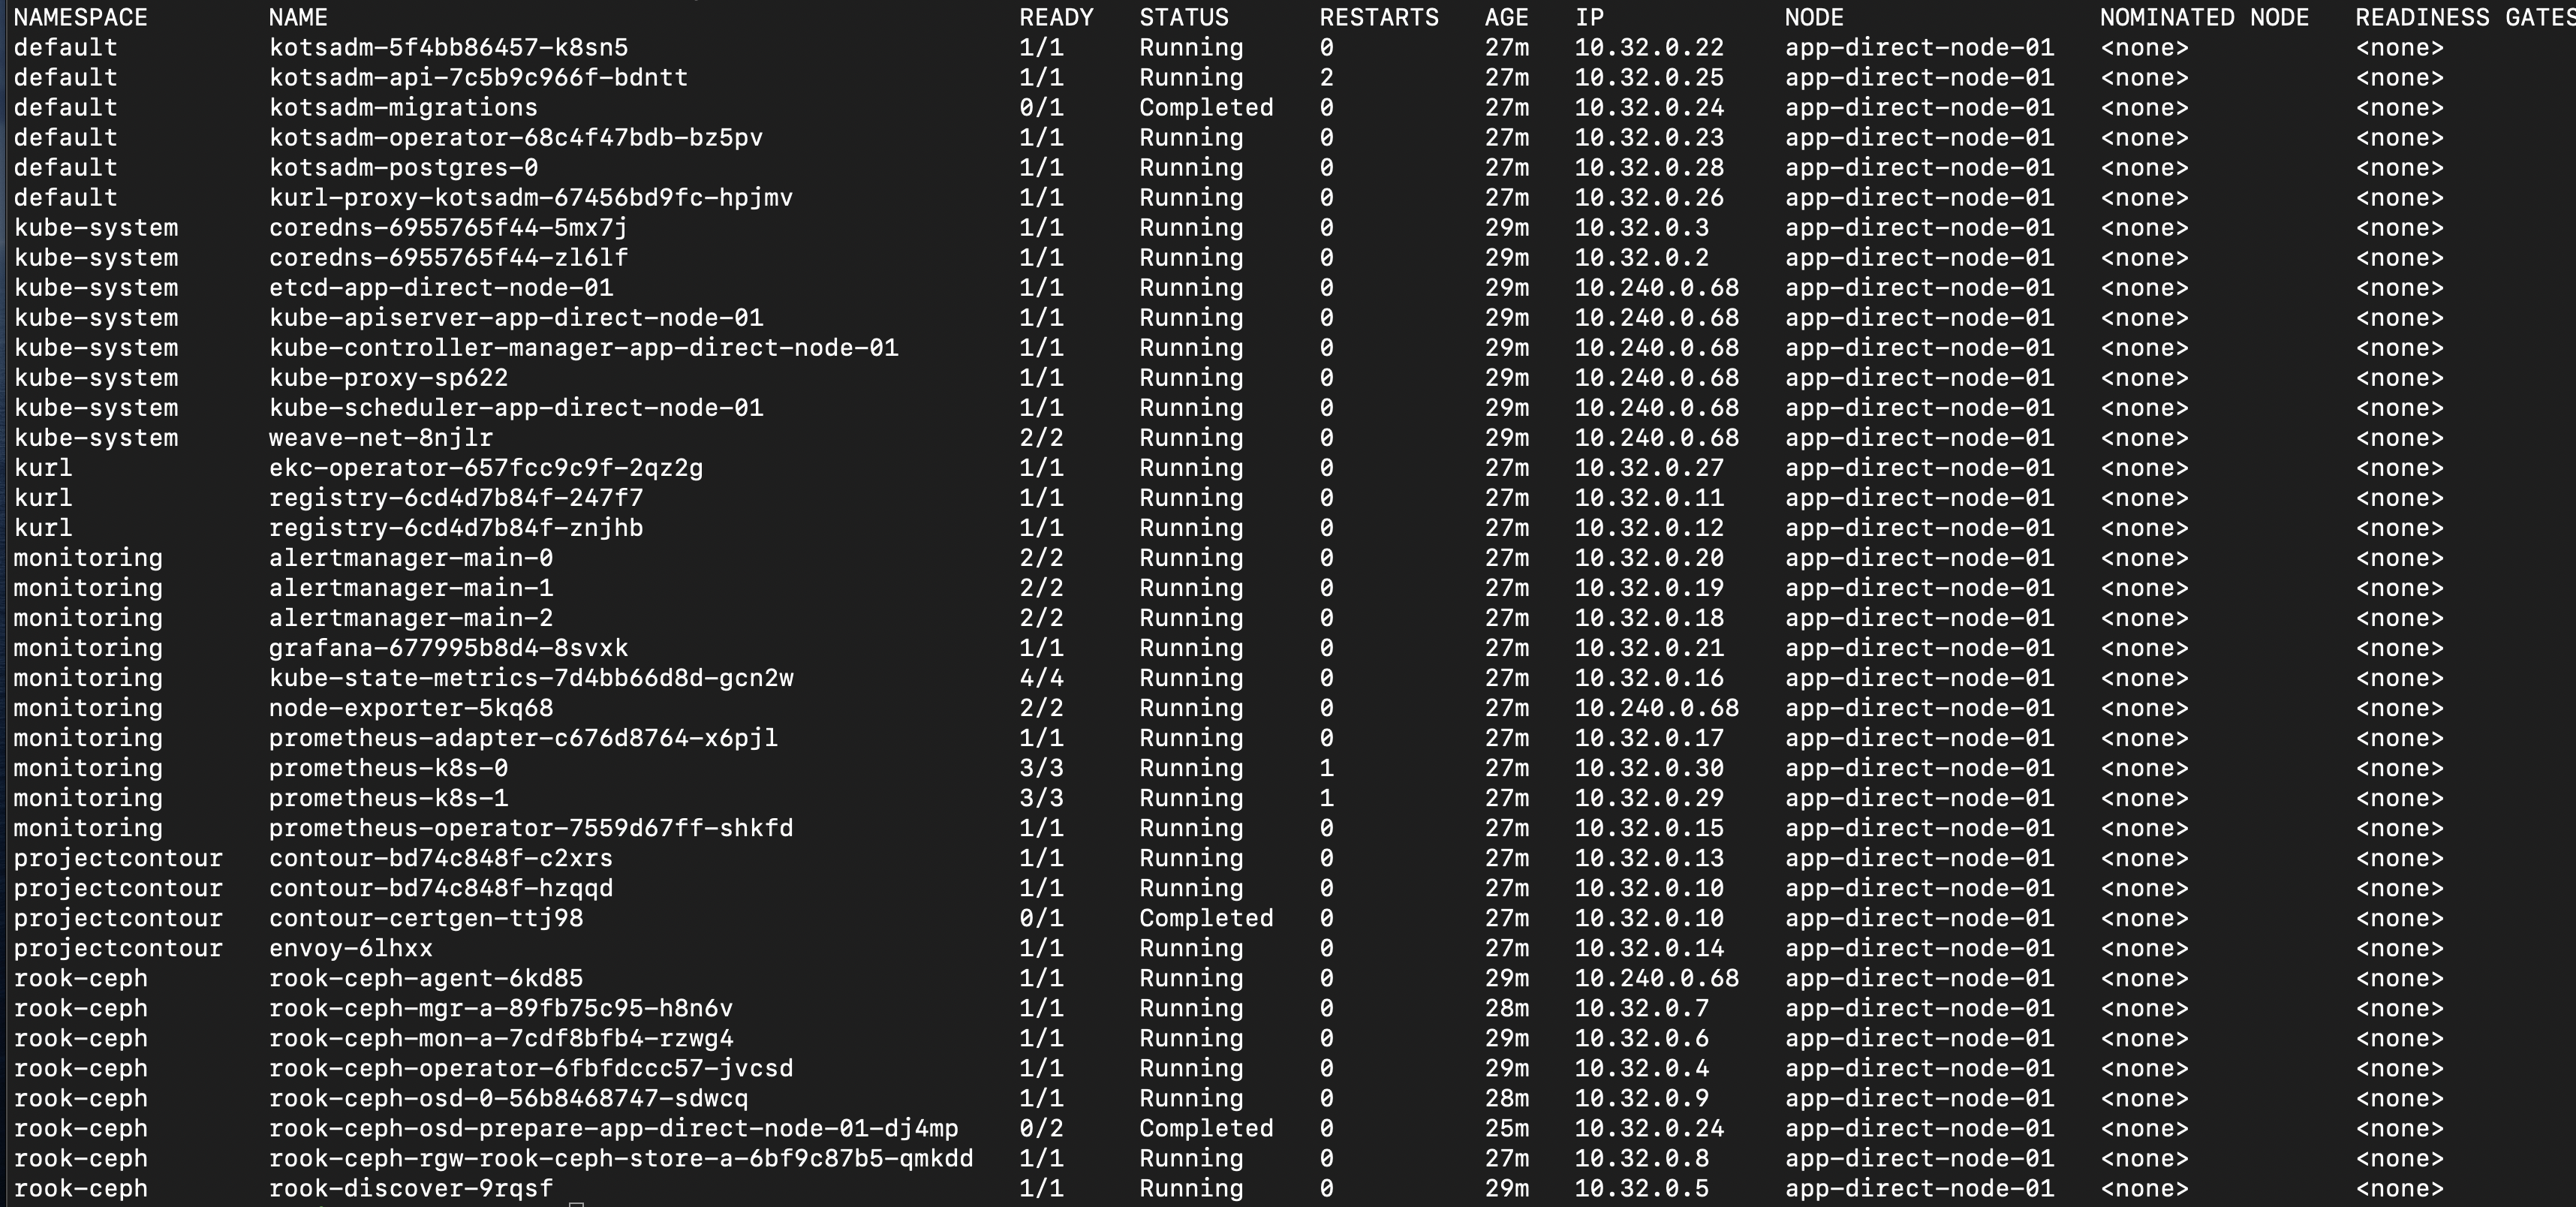 NAMESPACE NAME READY STATUS RESTARTS AGE IP NODE NOMINATED NODE READINESS GATES
default kotsadm-5f4bb86457-k8sn5 1/1 Running 0 27m 10.32.0.22 app-direct-node-01 <none> <none>
default kotsadm-api-7c5b9c966f-bdntt 1/1 Running 2 27m 10.32.0.25 app-direct-node-01 <none> <none>
default kotsadm-migrations 0/1 Completed 0 27m 10.32.0.24 app-direct-node-01 <none> <none>
default kotsadm-operator-68c4f47bdb-bz5pv 1/1 Running 0 27m 10.32.0.23 app-direct-node-01 <none> <none>
default kotsadm-postgres-0 1/1 Running 0 27m 10.32.0.28 app-direct-node-01 <none> <none>
default kurl-proxy-kotsadm-67456bd9fc-hpjmv 1/1 Running 0 27m 10.32.0.26 app-direct-node-01 <none> <none>
kube-system coredns-6955765f44-5mx7j 1/1 Running 0 29m 10.32.0.3 app-direct-node-01 <none> <none>
kube-system coredns-6955765f44-zl6lf 1/1 Running 0 29m 10.32.0.2 app-direct-node-01 <none> <none>
kube-system etcd-app-direct-node-01 1/1 Running 0 29m 10.240.0.68 app-direct-node-01 <none> <none>
kube-system kube-apiserver-app-direct-node-01 1/1 Running 0 29m 10.240.0.68 app-direct-node-01 <none> <none>
kube-system kube-controller-manager-app-direct-node-01 1/1 Running 0 29m 10.240.0.68 app-direct-node-01 <none> <none>
kube-system kube-proxy-sp622 1/1 Running 0 29m 10.240.0.68 app-direct-node-01 <none> <none>
kube-system kube-scheduler-app-direct-node-01 1/1 Running 0 29m 10.240.0.68 app-direct-node-01 <none> <none>
kube-system weave-net-8njlr 2/2 Running 0 29m 10.240.0.68 app-direct-node-01 <none> <none>
kurl ekc-operator-657fcc9c9f-2qz2g 1/1 Running 0 27m 10.32.0.27 app-direct-node-01 <none> <none>
kurl registry-6cd4d7b84f-247f7 1/1 Running 0 27m 10.32.0.11 app-direct-node-01 <none> <none>
kurl registry-6cd4d7b84f-znjhb 1/1 Running 0 27m 10.32.0.12 app-direct-node-01 <none> <none>
monitoring alertmanager-main-0 2/2 Running 0 27m 10.32.0.20 app-direct-node-01 <none> <none>
monitoring alertmanager-main-1 2/2 Running 0 27m 10.32.0.19 app-direct-node-01 <none> <none>
monitoring alertmanager-main-2 2/2 Running 0 27m 10.32.0.18 app-direct-node-01 <none> <none>
monitoring grafana-677995b8d4-8svxk 1/1 Running 0 27m 10.32.0.21 app-direct-node-01 <none> <none>
monitoring kube-state-metrics-7d4bb66d8d-gcn2w 4/4 Running 0 27m 10.32.0.16 app-direct-node-01 <none> <none>
monitoring node-exporter-5kq68 2/2 Running 0 27m 10.240.0.68 app-direct-node-01 <none> <none>
monitoring prometheus-adapter-c676d8764-x6pjl 1/1 Running 0 27m 10.32.0.17 app-direct-node-01 <none> <none>
monitoring prometheus-k8s-0 3/3 Running 1 27m 10.32.0.30 app-direct-node-01 <none> <none>
monitoring prometheus-k8s-1 3/3 Running 1 27m 10.32.0.29 app-direct-node-01 <none> <none>
monitoring prometheus-operator-7559d67ff-shkfd 1/1 Running 0 27m 10.32.0.15 app-direct-node-01 <none> <none>
projectcontour contour-bd74c848f-c2xrs 1/1 Running 0 27m 10.32.0.13 app-direct-node-01 <none> <none>
projectcontour contour-bd74c848f-hzqqd 1/1 Running 0 27m 10.32.0.10 app-direct-node-01 <none> <none>
projectcontour contour-certgen-ttj98 0/1 Completed 0 27m 10.32.0.10 app-direct-node-01 <none> <none>
projectcontour envoy-6lhxx 1/1 Running 0 27m 10.32.0.14 app-direct-node-01 <none> <none>
rook-ceph rook-ceph-agent-6kd85 1/1 Running 0 29m 10.240.0.68 app-direct-node-01 <none> <none>
rook-ceph rook-ceph-mgr-a-89fb75c95-h8n6v 1/1 Running 0 28m 10.32.0.7 app-direct-node-01 <none> <none>
rook-ceph rook-ceph-mon-a-7cdf8bfb4-rzwg4 1/1 Running 0 29m 10.32.0.6 app-direct-node-01 <none> <none>
rook-ceph rook-ceph-operator-6fbfdccc57-jvcsd 1/1 Running 0 29m 10.32.0.4 app-direct-node-01 <none> <none>
rook-ceph rook-ceph-osd-0-56b8468747-sdwcq 1/1 Running 0 28m 10.32.0.9 app-direct-node-01 <none> <none>
rook-ceph rook-ceph-osd-prepare-app-direct-node-01-dj4mp 0/2 Completed 0 25m 10.32.0.24 app-direct-node-01 <none> <none>
rook-ceph rook-ceph-rgw-rook-ceph-store-a-6bf9c87b5-qmkdd 1/1 Running 0 27m 10.32.0.8 app-direct-node-01 <none> <none>
rook-ceph rook-discover-9rqsf 1/1 Running 0 29m 10.32.0.5 app-direct-node-01 <none> <none>